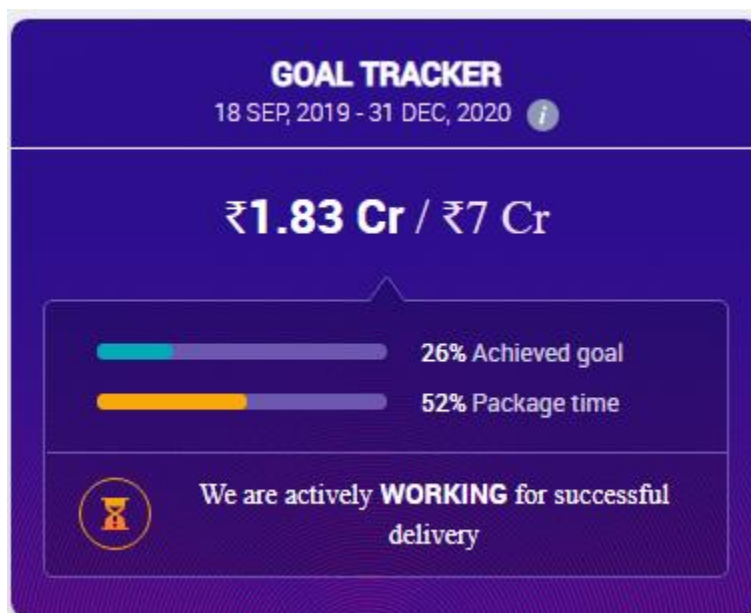 GOAL TRACKER
18 SEP, 2019 - 31 DEC, 2020 i
₹1.83 Cr / ₹7 Cr
26% Achieved goal
52% Package time
We are actively WORKING for successful
delivery